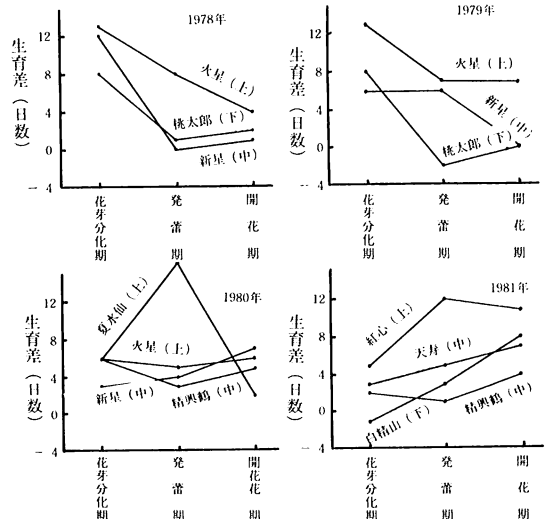 1978年
生育差（日数）
12
8
4
0
－4
火星（上）
桃太郎（下）
新星（中）
花芽分化期
発蕾期
開花期
1979年
生育差（日数）
12
8
4
0
－4
火星（上）
新星（中）
桃太郎（下）
花芽分化期
発蕾期
開花期
1980年
生育差（日数）
12
8
4
0
－4
夏水仙（上）
火星（上）
新星（中）
精興鶴（中）
花芽分化期
発蕾期
開花期
1981年
生育差（日数）
12
8
4
0
－4
紅心（上）
天寿（中）
白精山（下）
精興鶴（中）
花芽分化期
発蕾期
開花期